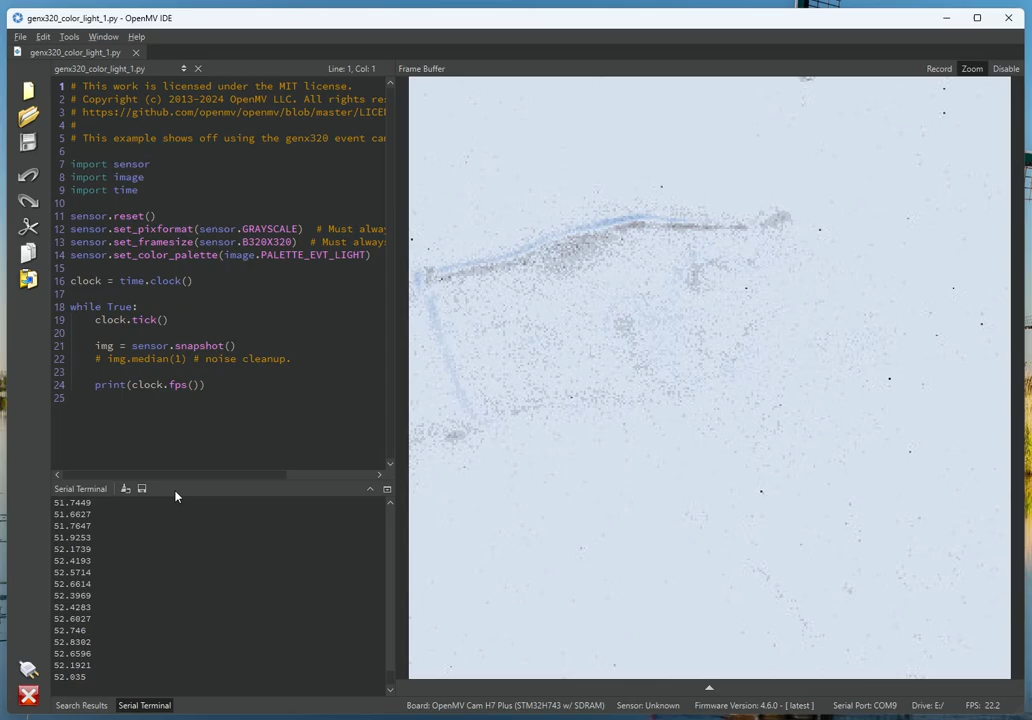 genx320_color_light_1.py - OpenMV IDE
File Edit Tools Window Help
genx320_color_light_1.py
genx320_color_light_1.py Line: 1, Col: 1 Frame Buffer Record Zoom Disable
1 # This work is licensed under the MIT license.
2 # Copyright (c) 2013-2024 OpenMV LLC. All rights re
3 # https://github.com/openmv/openmv/blob/master/LICE
4 #
5 # This example shows off using the genx320 event ca
6
7 import sensor
8 import image
9 import time
10
11 sensor.reset()
12 sensor.set_pixformat(sensor.GRAYSCALE) # Must alway
13 sensor.set_framesize(sensor.B320X320) # Must always
14 sensor.set_color_palette(image.PALETTE_EVT_LIGHT)
15
16 clock = time.clock()
17
18 while True:
19 clock.tick()
20
21 img = sensor.snapshot()
22 # img.median(1) # noise cleanup.
23
24 print(clock.fps())
25
Serial Terminal
51.7449
51.6627
51.7647
51.9253
52.1739
52.4193
52.5714
52.6614
52.3969
52.4283
52.6027
52.746
52.8302
52.6596
52.1921
52.035
Search Results Serial Terminal Board: OpenMV Cam H7 Plus (STM32H743 w/ SDRAM) Sensor: Unknown Firmware Version: 4.6.0 - [ latest ] Serial Port: COM9 Drive: E:/ FPS: 22.2